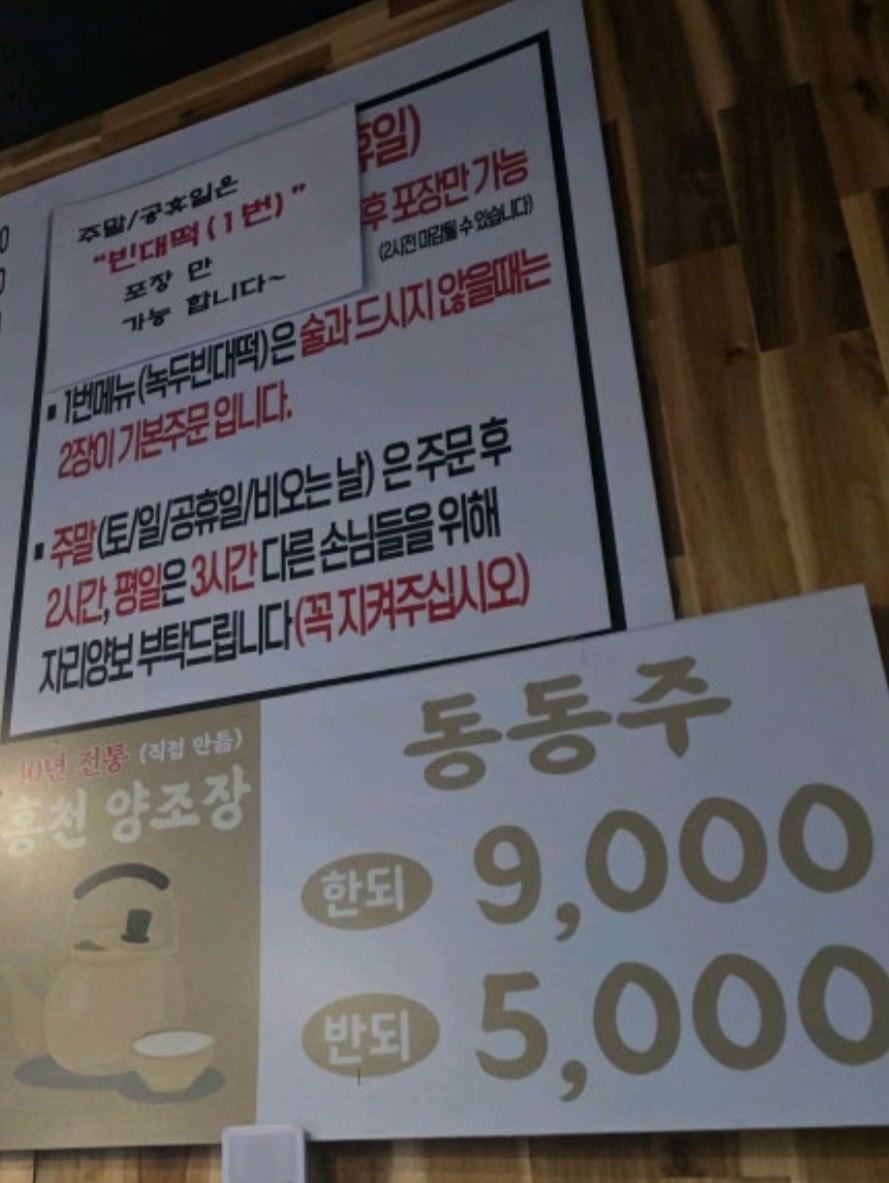 주말/공휴일은
"빈대떡(1번)"
포장 만
가능 합니다~
휴일)
후 포장만 가능
(2시전 마감될 수 있습니다)
▪ 1번메뉴(녹두빈대떡)은 술과 드시지 않을때는
2장이 기본주문 입니다.
▪ 주말(토/일/공휴일/비오는 날) 은 주문 후
2시간, 평일은 3시간 다른 손님들을 위해
자리양보 부탁드립니다(꼭 지켜주십시오)
40년 전통 (직접 만듦)
홍천 양조장
동동주
한되 9,000
반되 5,000